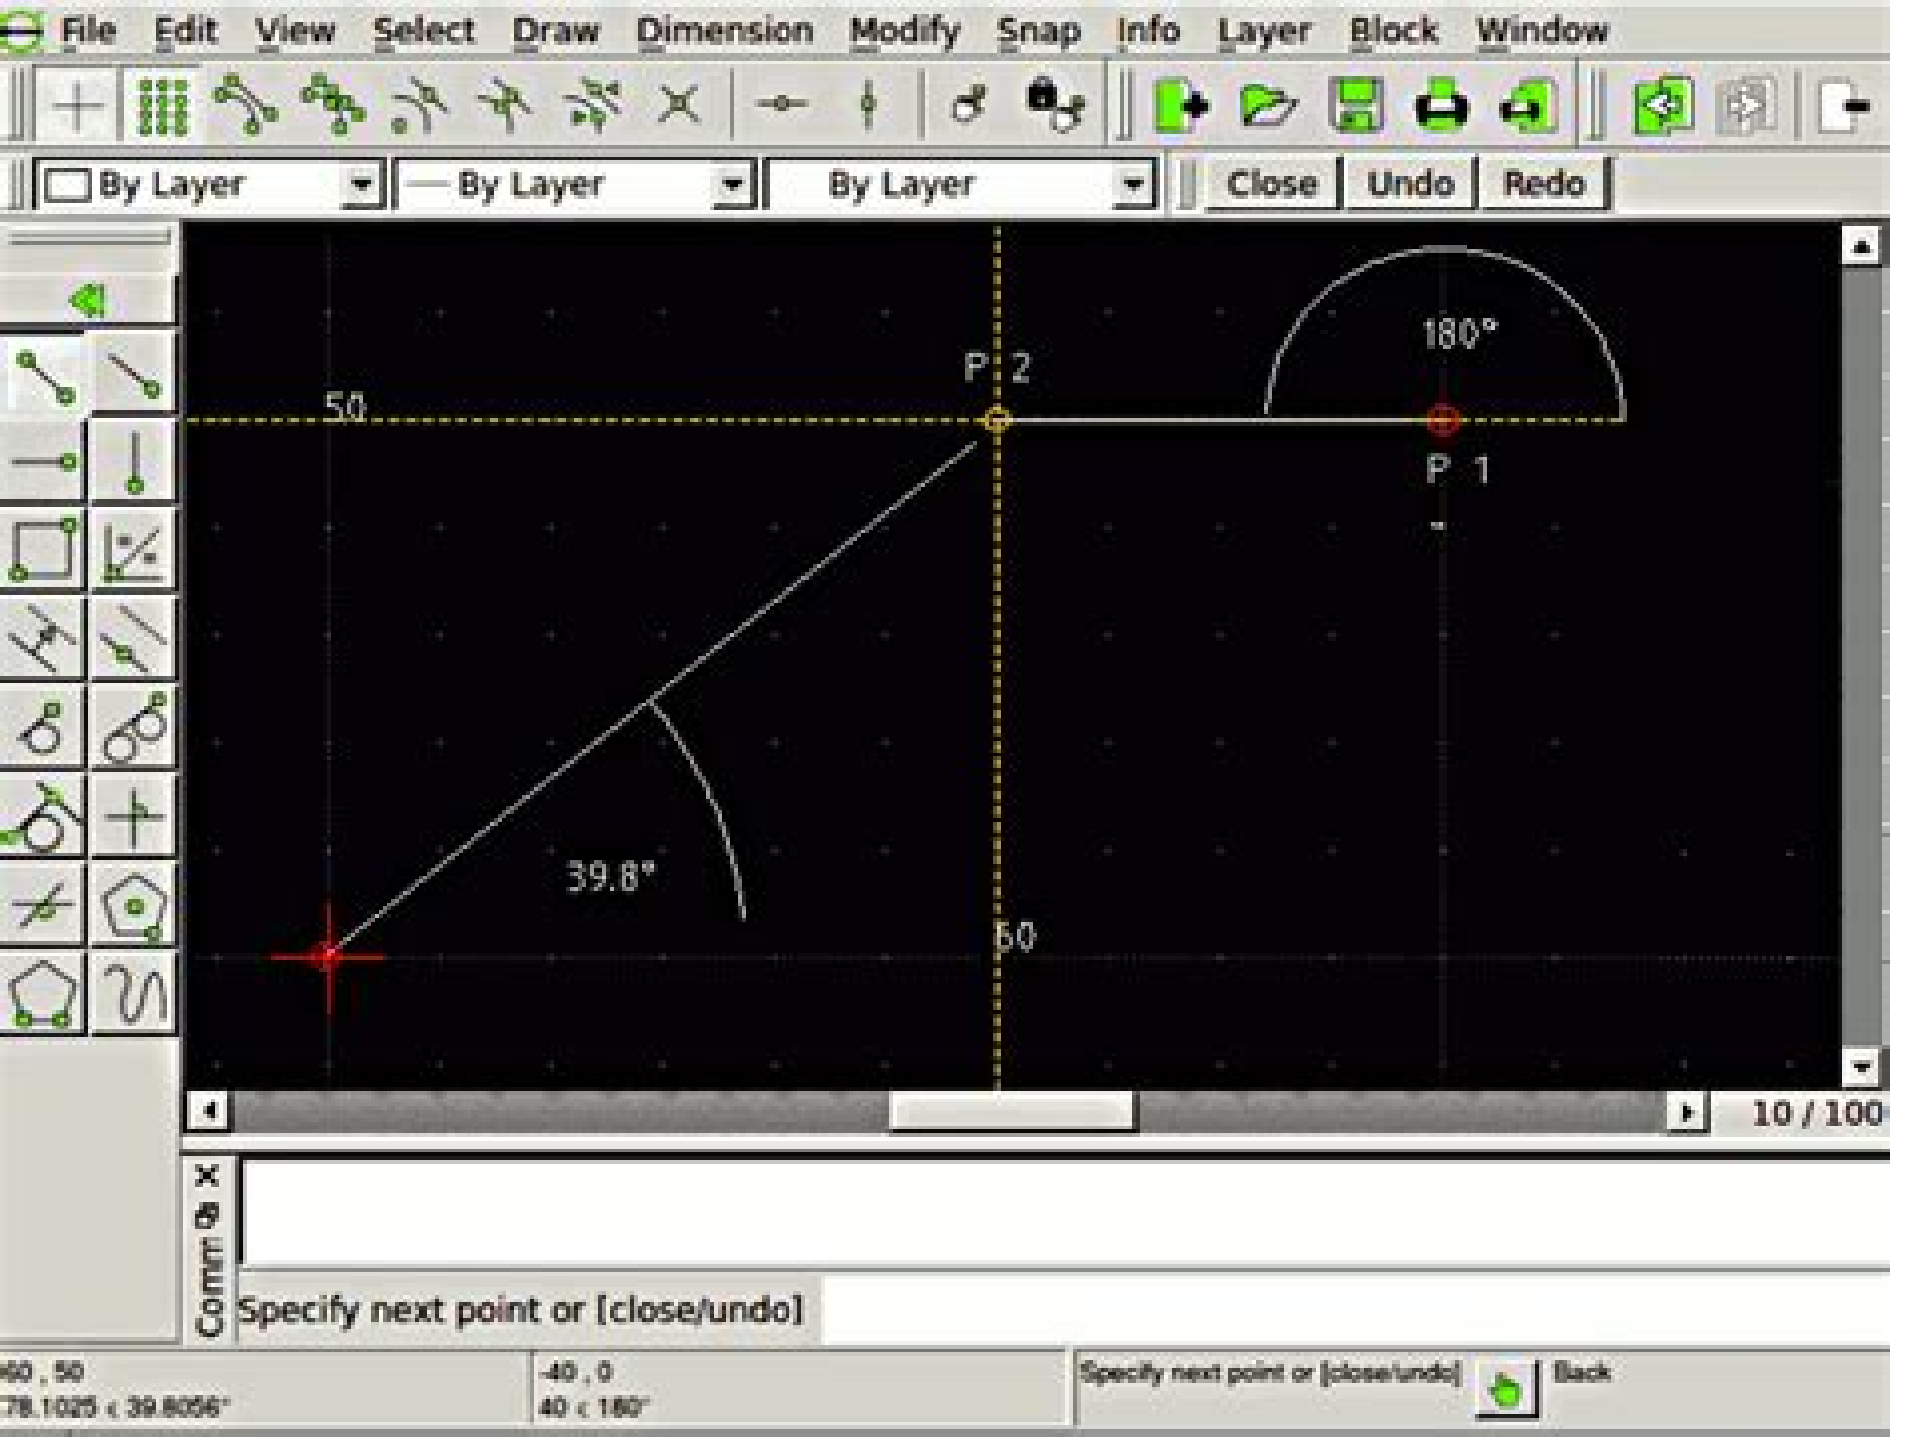 File Edit View Select Draw Dimension Modify Snap Info Layer Block Window
By Layer By Layer By Layer Close Undo Redo
180°
P 2
50
P 1
39.8°
60
10 / 100
Comm
Specify next point or [close/undo]
60 , 50
78.1025 < 39.8056°
-40 , 0
40 < 180°
Specify next point or [close/undo]
Back